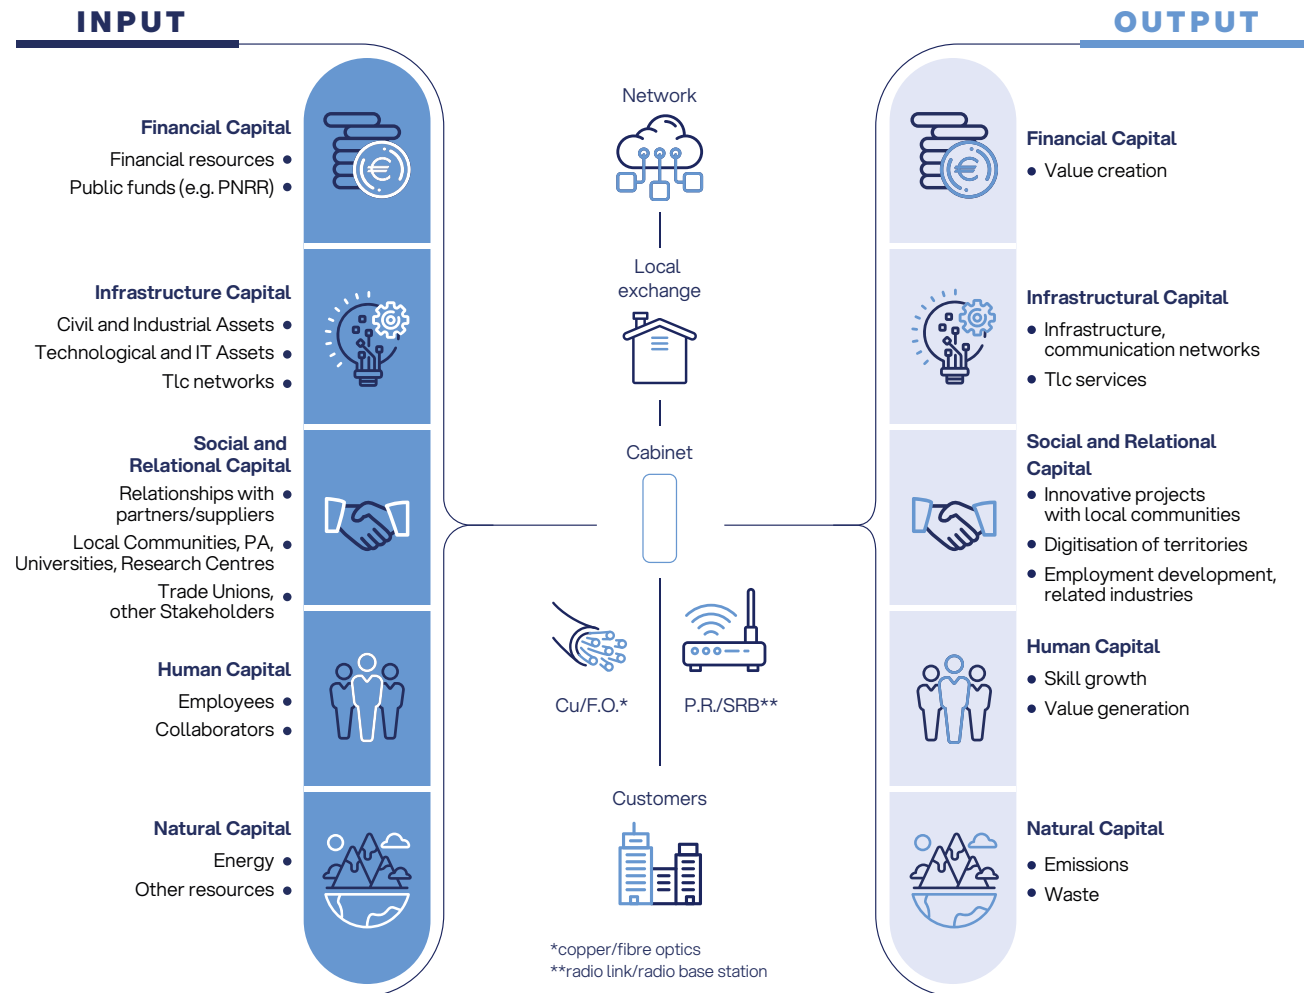 INPUT
Financial Capital
Financial resources
Public funds (e.g. PNRR)
Infrastructure Capital
Civil and Industrial Assets
Technological and IT Assets
Tlc networks
Social and
Relational Capital
Relationships with
partners/suppliers
Local Communities, PA,
Universities, Research Centres
Trade Unions,
other Stakeholders
Human Capital
Employees
Collaborators
Natural Capital
Energy
Other resources
Network
Local
exchange
Cabinet
Cu/F.O.*
P.R./SRB**
Customers
*copper/fibre optics
**radio link/radio base station
OUTPUT
Financial Capital
Value creation
Infrastructural Capital
Infrastructure,
communication networks
Tlc services
Social and Relational
Capital
Innovative projects
with local communities
Digitisation of territories
Employment development,
related industries
Human Capital
Skill growth
Value generation
Natural Capital
Emissions
Waste